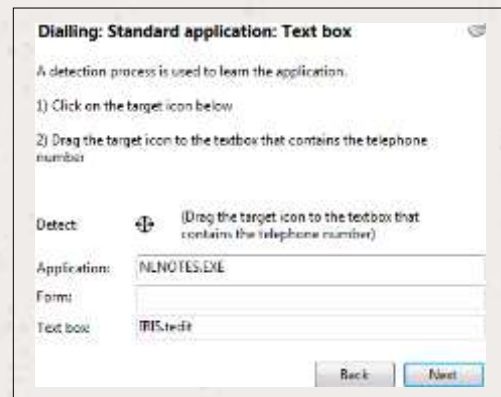 Dialling: Standard application: Text box
A detection process is used to learn the application.
1) Click on the target icon below
2) Drag the target icon to the textbox that contains the telephone
number
Detect: (Drag the target icon to the textbox that
contains the telephone number)
Application: NLNOTES.EXE
Form:
Text box: IRIS.tedit
Back Next